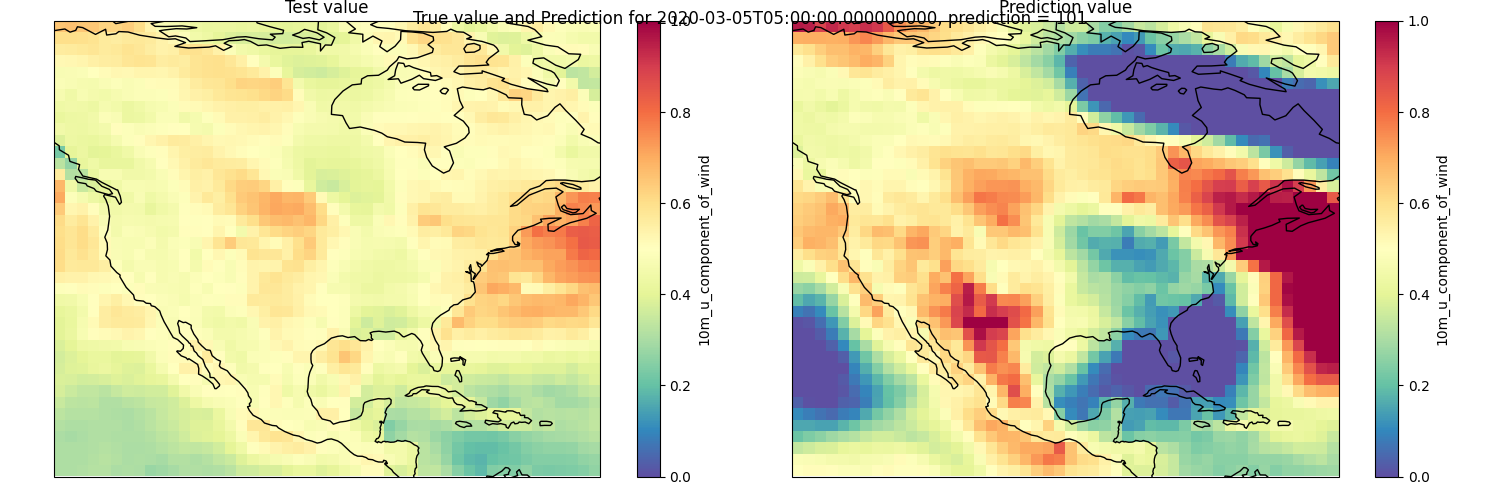 Test value
Prediction value
True value and Prediction for 2020-03-05T05:00:00.000000000, prediction = 101
1.0
0.8
0.6
0.4
0.2
0.0
10m_u_component_of_wind
1.0
0.8
0.6
0.4
0.2
0.0
10m_u_component_of_wind